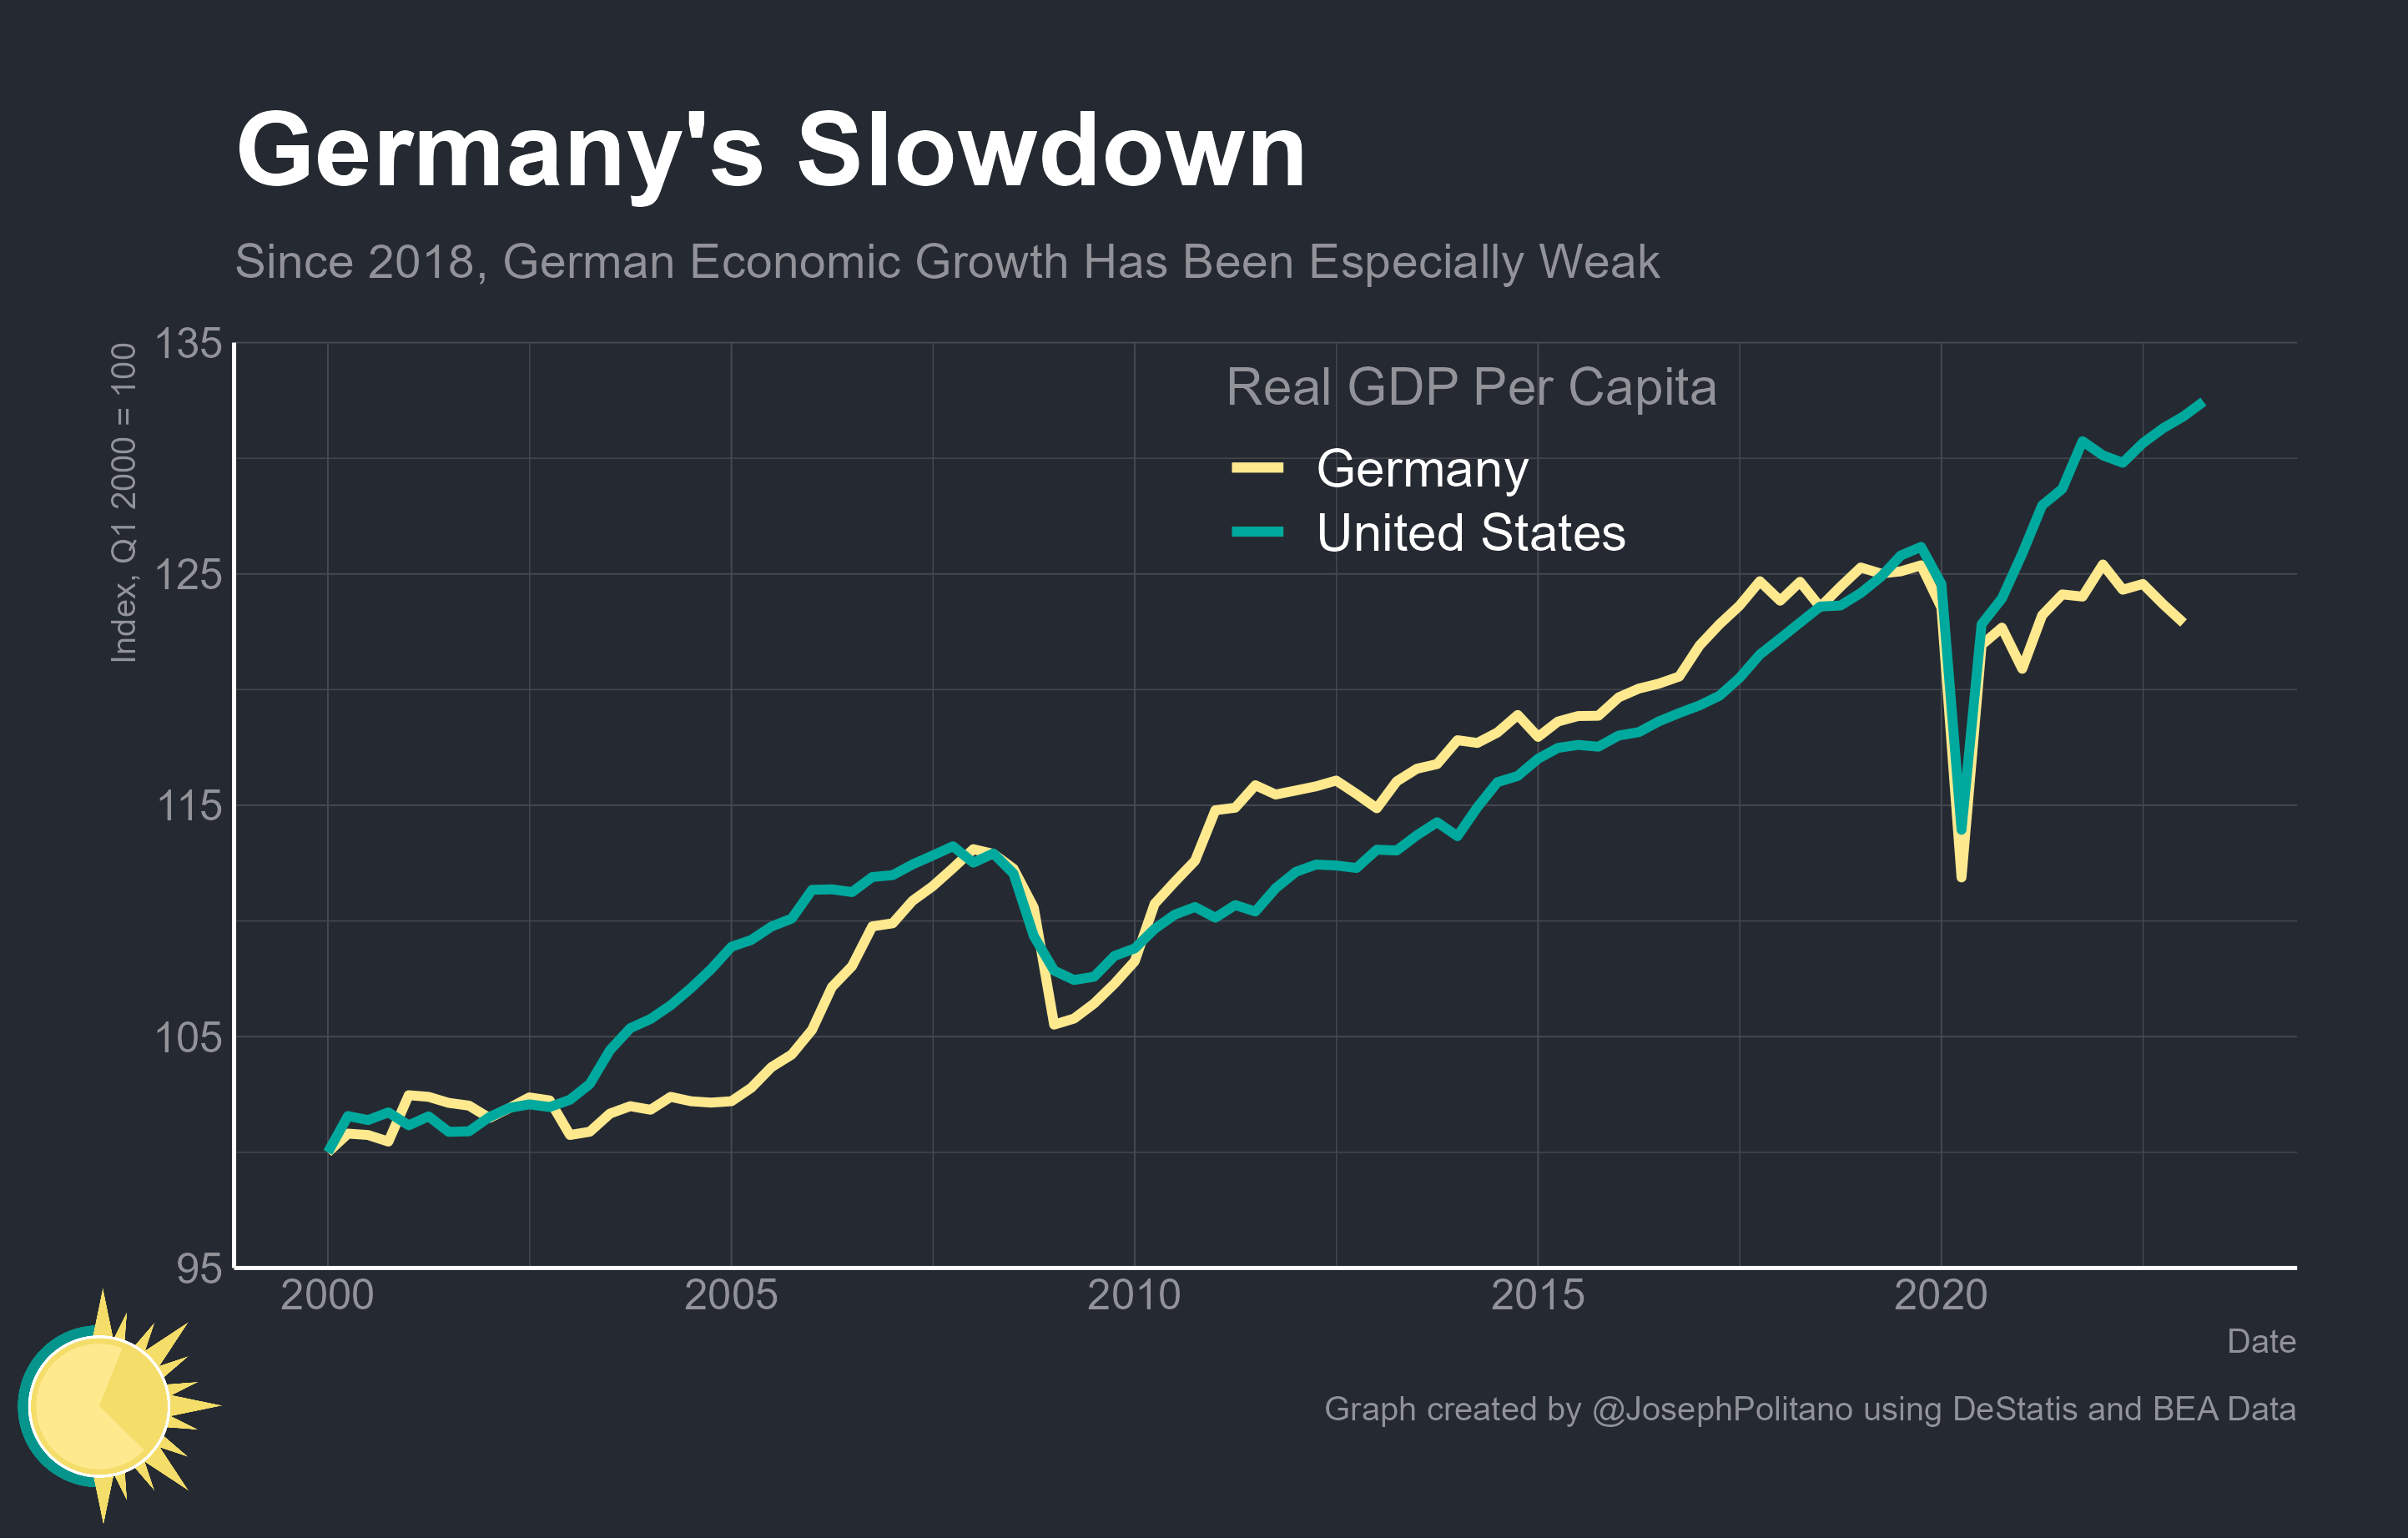 Germany's Slowdown
Since 2018, German Economic Growth Has Been Especially Weak
Index, Q1 2000 = 100
135
125
115
105
95
Real GDP Per Capita
Germany
United States
2000 2005 2010 2015 2020
Date
Graph created by @JosephPolitano using DeStatis and BEA Data